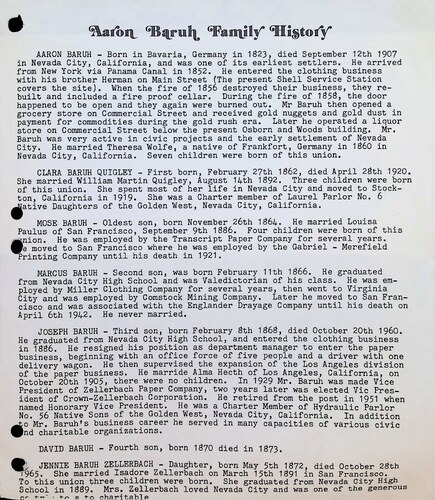 Aaron Baruh Family History
AARON BARUH - Born in Bavaria, Germany in 1823, died September 12th 1907
in Nevada City, California, and was one of its earliest settlers. He arrived
from New York via Panama Canal in 1852. He entered the clothing business
with his brother Herman on Main Street (The present Shell Service Station
covers the site). When the fire of 1856 destroyed their business, they re-
built and included a fire proof cellar. During the fire of 1858, the door
happened to be open and they again were burned out. Mr Baruh then opened a
grocery store on Commercial Street and received gold nuggets and gold dust in
payment for commodities during the gold rush era. Later he operated a liquor
store on Commercial Street below the present Osborn and Woods building. Mr.
Baruh was very active in civic projects and the early settlement of Nevada
City. He married Theresa Wolfe, a native of Frankfort, Germany in 1860 in
Nevada City. Seven children were born of this union.
CLARA BARUH QUIGLEY - First born, February 27th 1862, died April 28th 1920.
She married William Martin Quigley, August 14th 1892. Three children were born
of this union. She spent most of her life in Nevada City and moved to Stock-
ton, California in 1919. She was a Charter Member of Laurel Parlor No. 6
Native Daughters of the Golden West, Nevada City, California.
MOSE BARUH - Oldest son, born November 26th 1864. He married Louisa
Paulus of San Francisco, September 9th 1886. Four children were born of this
union. He was employed by the Transcript Paper Company for several years.
He moved to San Francisco where he was employed by the Gabriel - Merefield
Printing Company until his death in 1921.
MARCUS BARUH - Second son, was born February 11th 1866. He graduated
from Nevada City High School and was Valedictorian of his class. He was em-
ployed by Miller Clothing Company for several years, then went to Virginia
City and was employed by Comstock Mining Company. Later he moved to San Fran-
cisco and was associated with the Englander Drayage Company until his death on
April 6th 1942. He never married.
JOSEPH BARUH - Third son, born February 8th 1868, died October 20th 1960.
He graduated from Nevada City High School, and entered the clothing business
in 1886. He resigned his position as department manager to enter the paper
business, beginning with an office force of five people and a driver with one
delivery wagon. He then supervised the expansion of the Los Angeles division
of the paper business. He married Alma Hecht of Los Angeles, California, on
October 20th 1905, there were no children. In 1929 Mr. Baruh was made Vice
President of Zellerbach Paper Company, two years later was elected Vic Pres-
ident of Crown-Zellerbach Corporation. He retired from the post in 1951 when
named Honorary Vice President. He was a Charter Member of Hydraulic Parlor
No. 56 Native Sons of the Golden West, Nevada City, California. In addition
to Mr. Baruh's business career he served in many capacities of various civic
and charitable organizations.
DAVID BARUH - Fourth son, born 1870 died in 1873.
JENNIE BARUH ZELLERBACH - Daughter, born May 5th 1872, died October 28th
1965. She married Isadore Zellerbach on March 15th 1891 in San Francisco.
To this union three children were born. She graduated from Nevada City High
School in 1889. Mrs. Zellerbach loved Nevada City and was one of the generous
to charitable